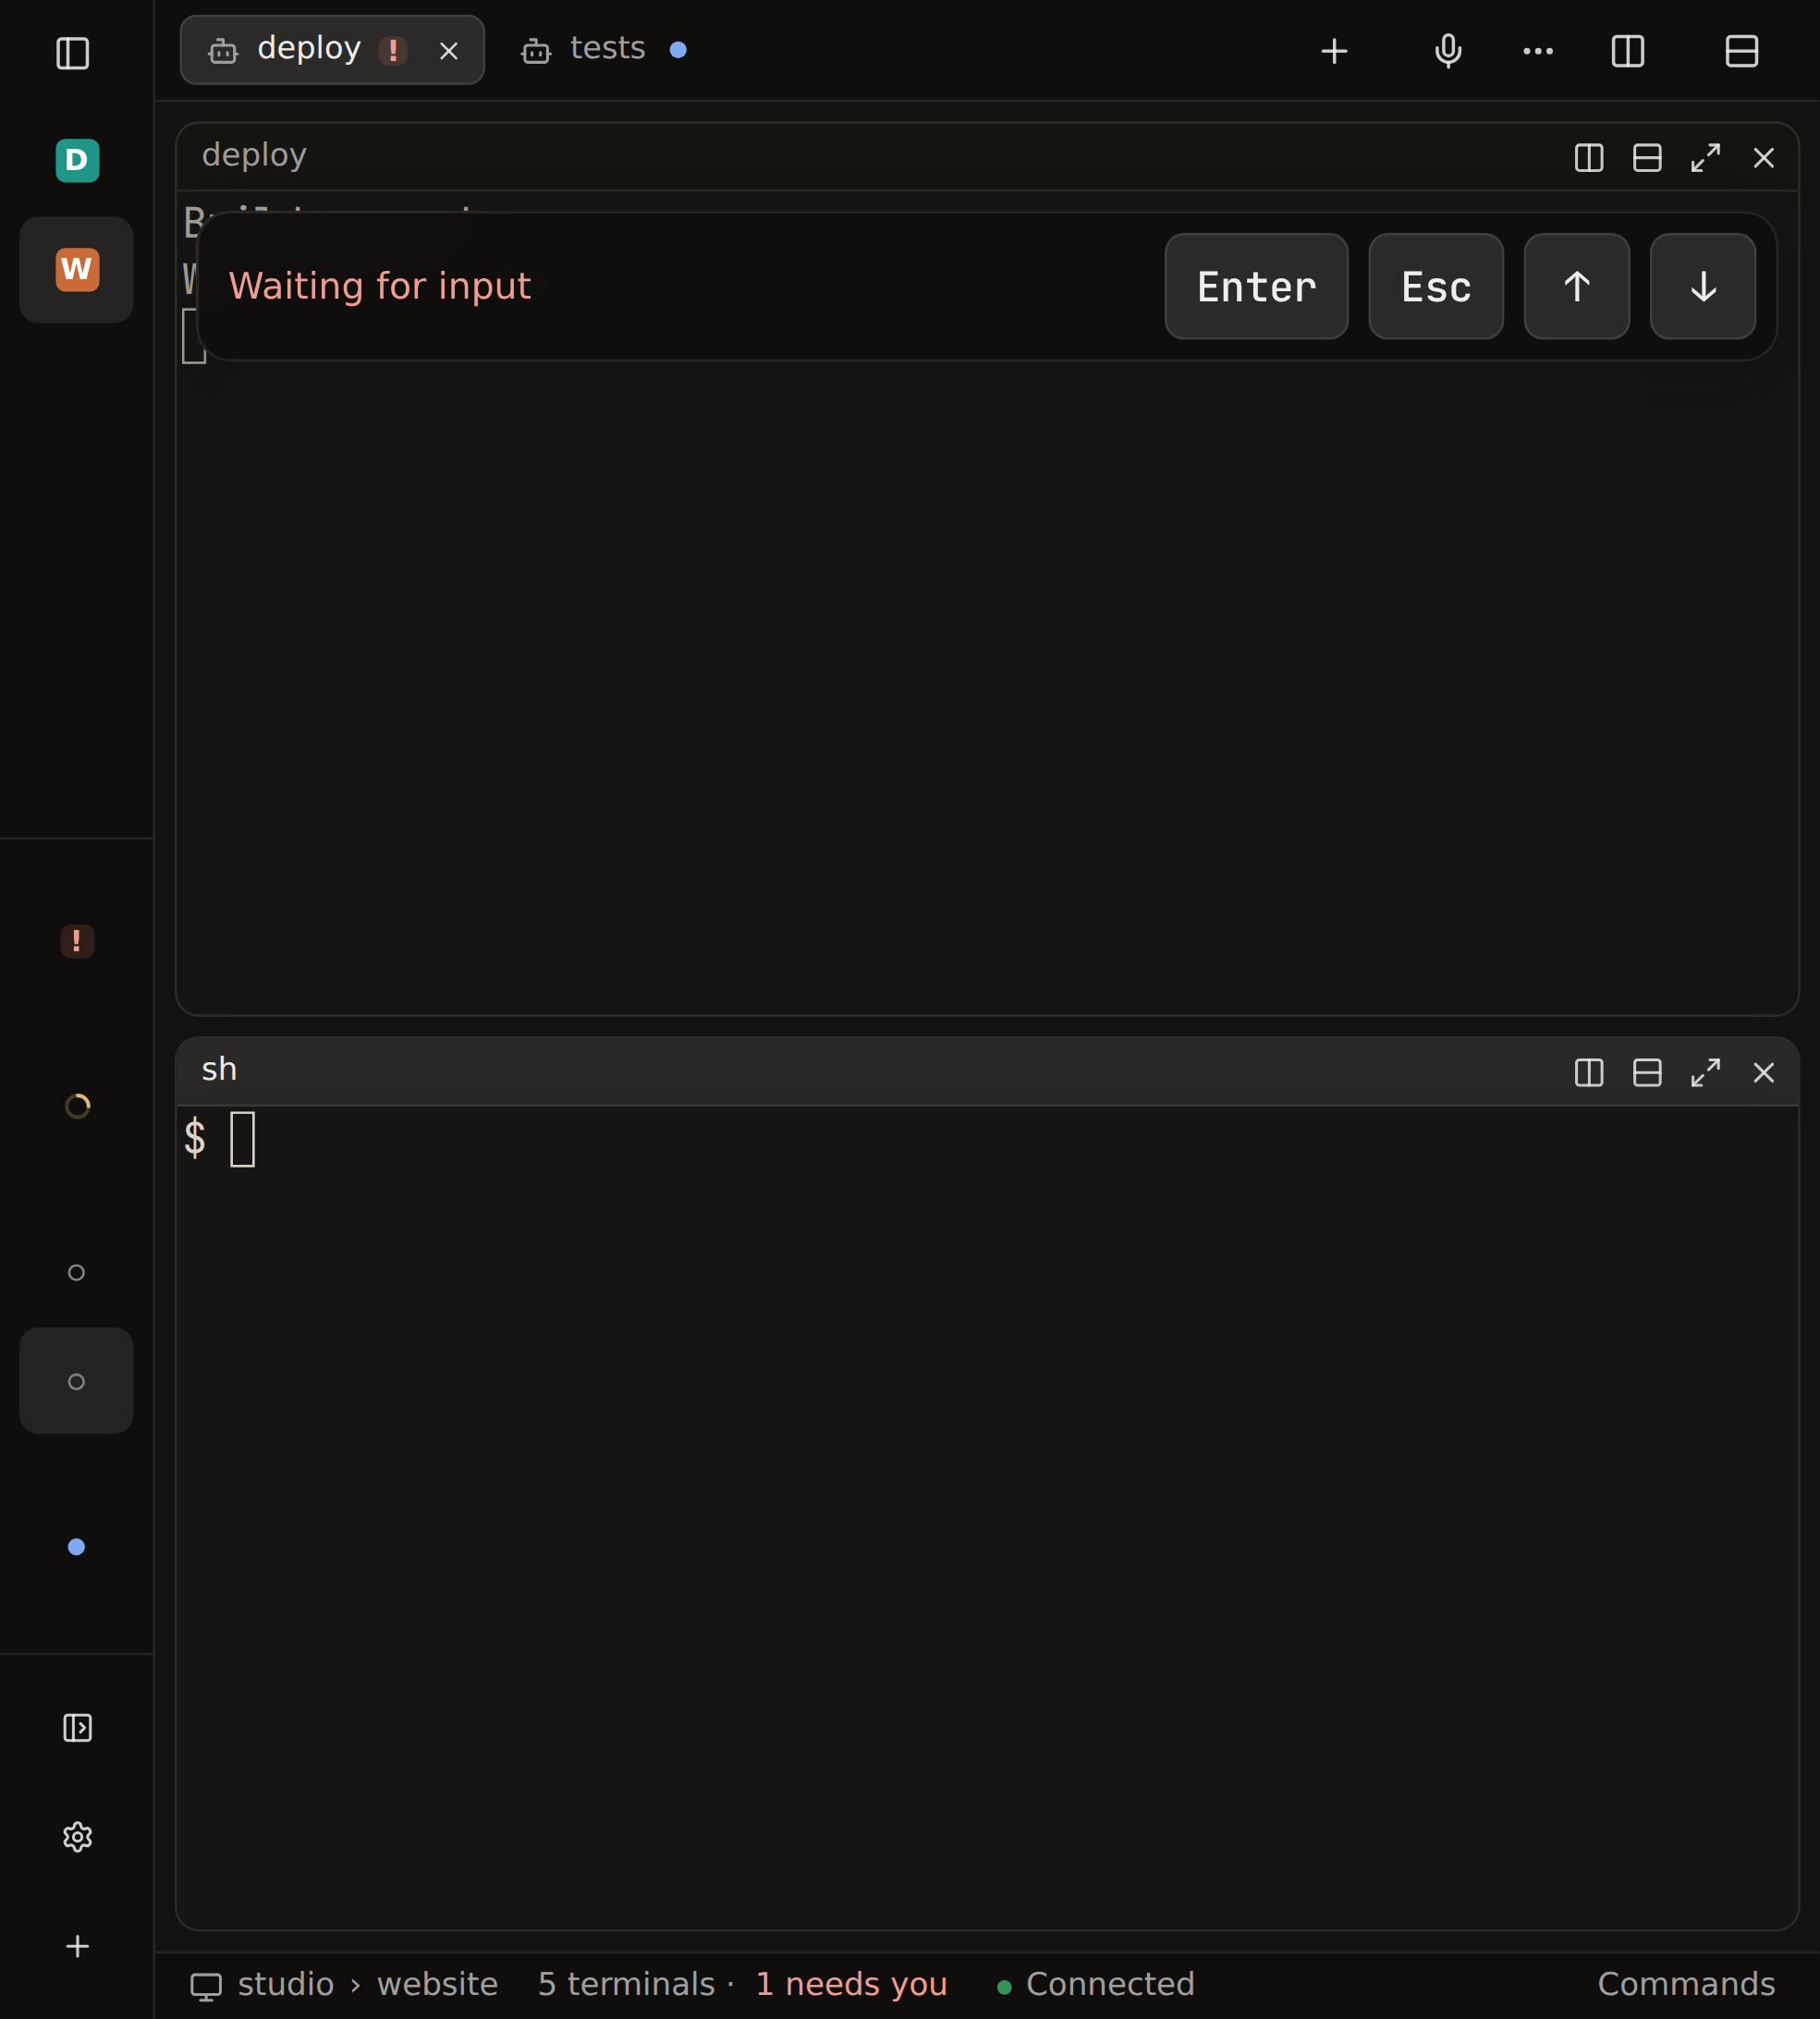 deploy ! tests
D
deploy
W
Waiting for input Enter Esc ↑ ↓
!
sh
$
studio › website 5 terminals · 1 needs you Connected Commands